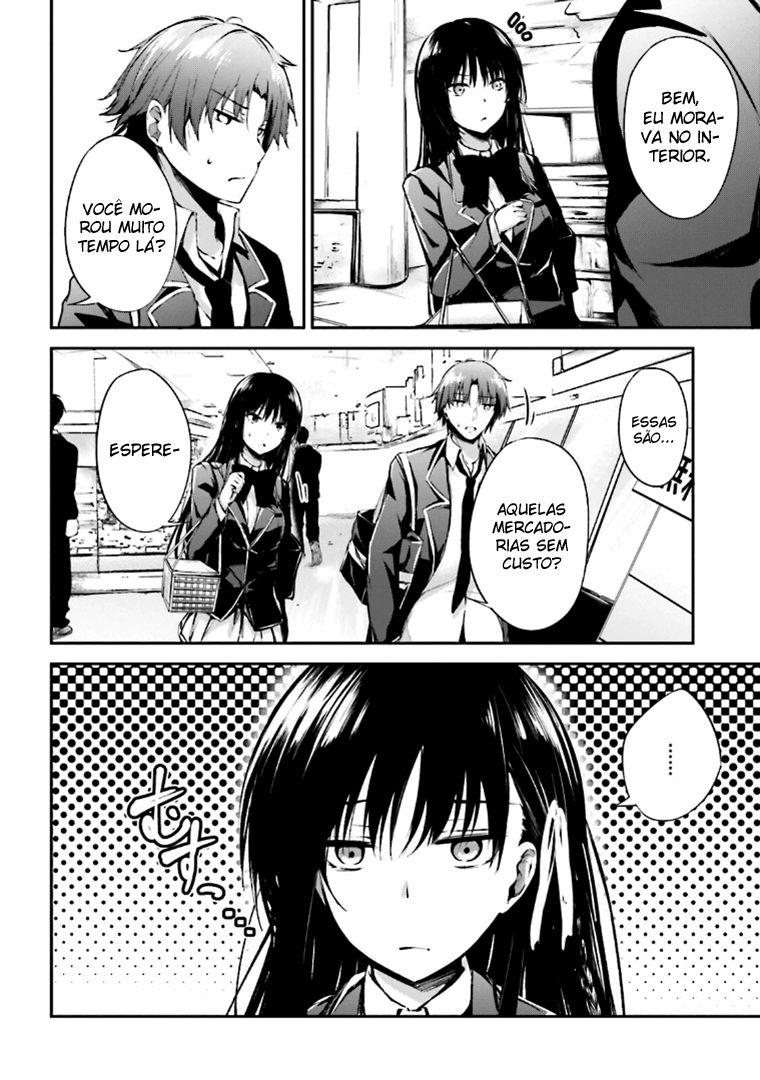 BEM,
EU MORA-
VA NO IN-
TERIOR.
VOCÊ MO-
ROU MUITO
TEMPO LÁ?
ESSAS
SÃO...
AQUELAS
MERCADO-
RIAS SEM
CUSTO?
ESPERE-
......